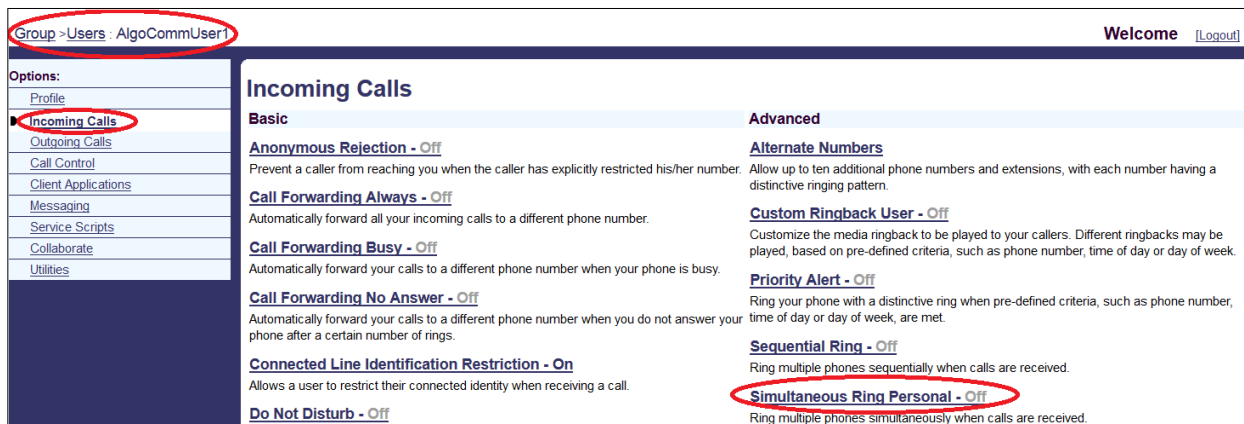 Group >Users : AlgoCommUser1
Welcome [Logout]
Options:
Profile
Incoming Calls
Outgoing Calls
Call Control
Client Applications
Messaging
Service Scripts
Collaborate
Utilities
Incoming Calls
Basic
Anonymous Rejection - Off
Prevent a caller from reaching you when the caller has explicitly restricted his/her number.
Call Forwarding Always - Off
Automatically forward all your incoming calls to a different phone number.
Call Forwarding Busy - Off
Automatically forward your calls to a different phone number when your phone is busy.
Call Forwarding No Answer - Off
Automatically forward your calls to a different phone number when you do not answer your
phone after a certain number of rings.
Connected Line Identification Restriction - On
Allows a user to restrict their connected identity when receiving a call.
Do Not Disturb - Off
Advanced
Alternate Numbers
Allow up to ten additional phone numbers and extensions, with each number having a
distinctive ringing pattern.
Custom Ringback User - Off
Customize the media ringback to be played to your callers. Different ringbacks may be
played, based on pre-defined criteria, such as phone number, time of day or day of week.
Priority Alert - Off
Ring your phone with a distinctive ring when pre-defined criteria, such as phone number,
time of day or day of week, are met.
Sequential Ring - Off
Ring multiple phones sequentially when calls are received.
Simultaneous Ring Personal - Off
Ring multiple phones simultaneously when calls are received.